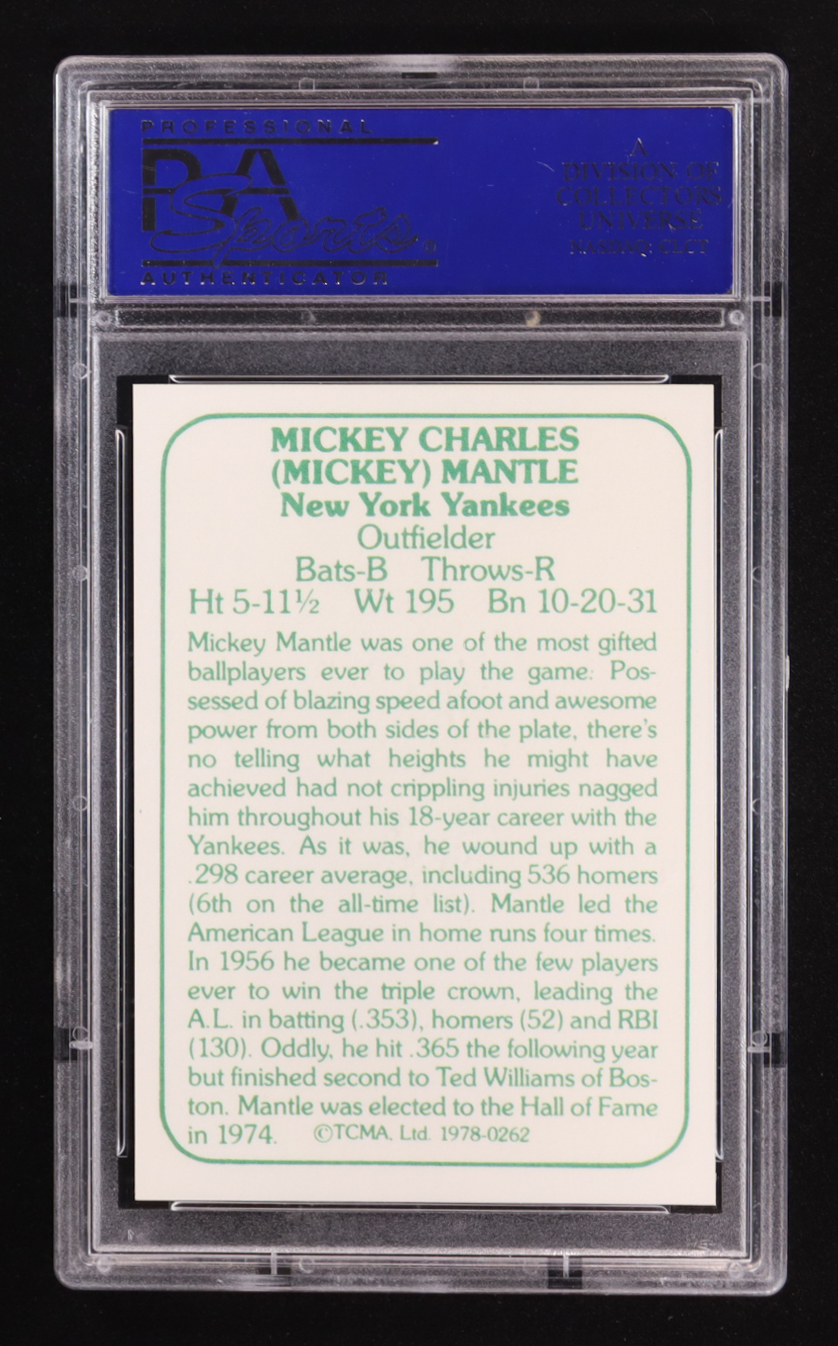 PROFESSIONAL
PSA
Sports®
AUTHENTICATOR
A
DIVISION OF
COLLECTORS
UNIVERSE
NASDAQ: CLCT
MICKEY CHARLES
(MICKEY) MANTLE
New York Yankees
Outfielder
Bats-B Throws-R
Ht 5-11½ Wt 195 Bn 10-20-31
Mickey Mantle was one of the most gifted
ballplayers ever to play the game. Pos-
sessed of blazing speed afoot and awesome
power from both sides of the plate, there's
no telling what heights he might have
achieved had not crippling injuries nagged
him throughout his 18-year career with the
Yankees. As it was, he wound up with a
.298 career average, including 536 homers
(6th on the all-time list). Mantle led the
American League in home runs four times.
In 1956 he became one of the few players
ever to win the triple crown, leading the
A.L. in batting (.353), homers (52) and RBI
(130). Oddly, he hit .365 the following year
but finished second to Ted Williams of Bos-
ton. Mantle was elected to the Hall of Fame
in 1974. ©TCMA, Ltd. 1978-0262